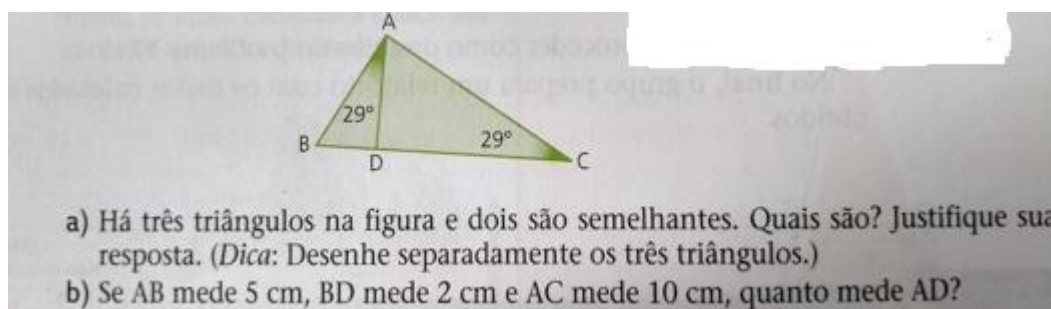 A
29°
29°
B
D
C
a) Há três triângulos na figura e dois são semelhantes. Quais são? Justifique sua
resposta. (Dica: Desenhe separadamente os três triângulos.)
b) Se AB mede 5 cm, BD mede 2 cm e AC mede 10 cm, quanto mede AD?